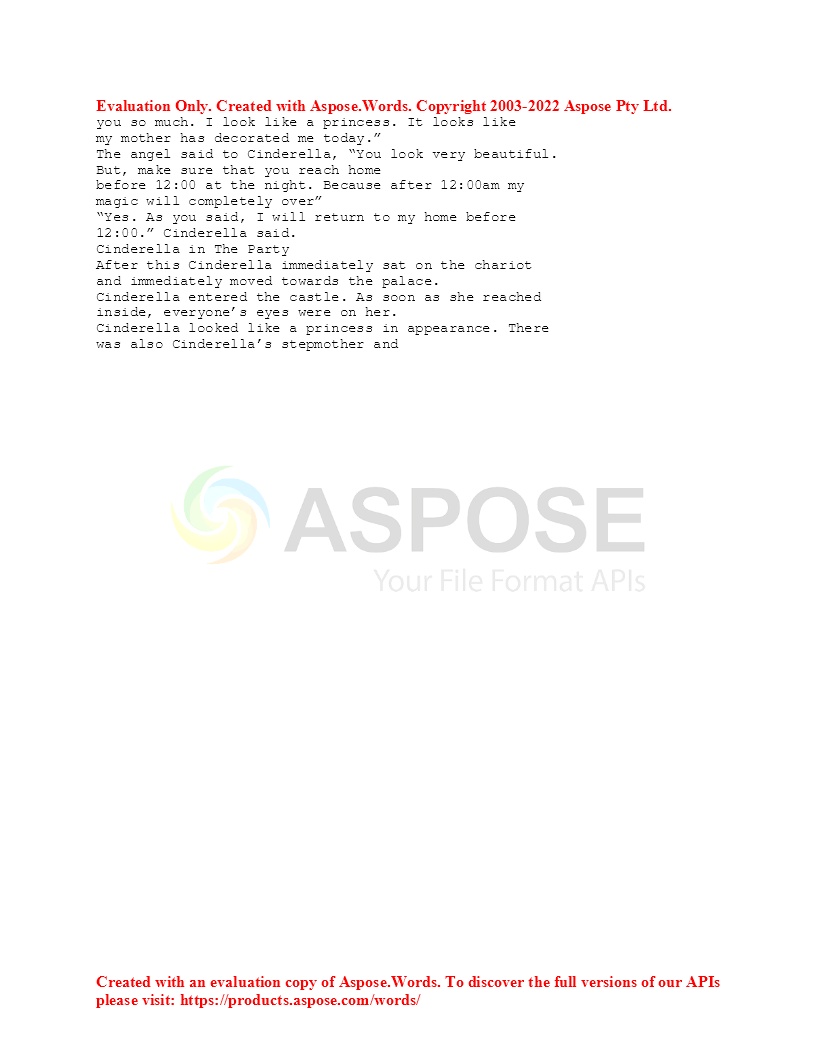 Evaluation Only. Created with Aspose.Words. Copyright 2003-2022 Aspose Pty Ltd.
you so much. I look like a princess. It looks like
my mother has decorated me today.”
The angel said to Cinderella, “You look very beautiful.
But, make sure that you reach home
before 12:00 at the night. Because after 12:00am my
magic will completely over”
“Yes. As you said, I will return to my home before
12:00.” Cinderella said.
Cinderella in The Party
After this Cinderella immediately sat on the chariot
and immediately moved towards the palace.
Cinderella entered the castle. As soon as she reached
inside, everyone’s eyes were on her.
Cinderella looked like a princess in appearance. There
was also Cinderella’s stepmother and
ASPOSE
Your File Format APIs
Created with an evaluation copy of Aspose.Words. To discover the full versions of our APIs
please visit: https://products.aspose.com/words/